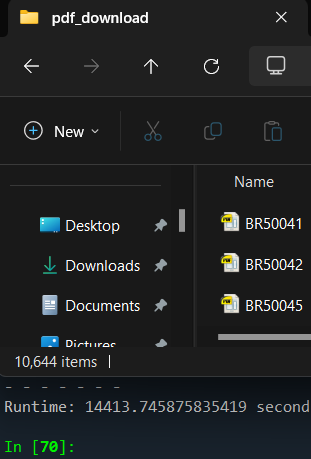 pdf_download
New
Name
Desktop
BR50041
Downloads
BR50042
Documents
BR50045
Pictures
10,644 items
- - - - - - -
Runtime: 14413.745875835419 second
In [70]: